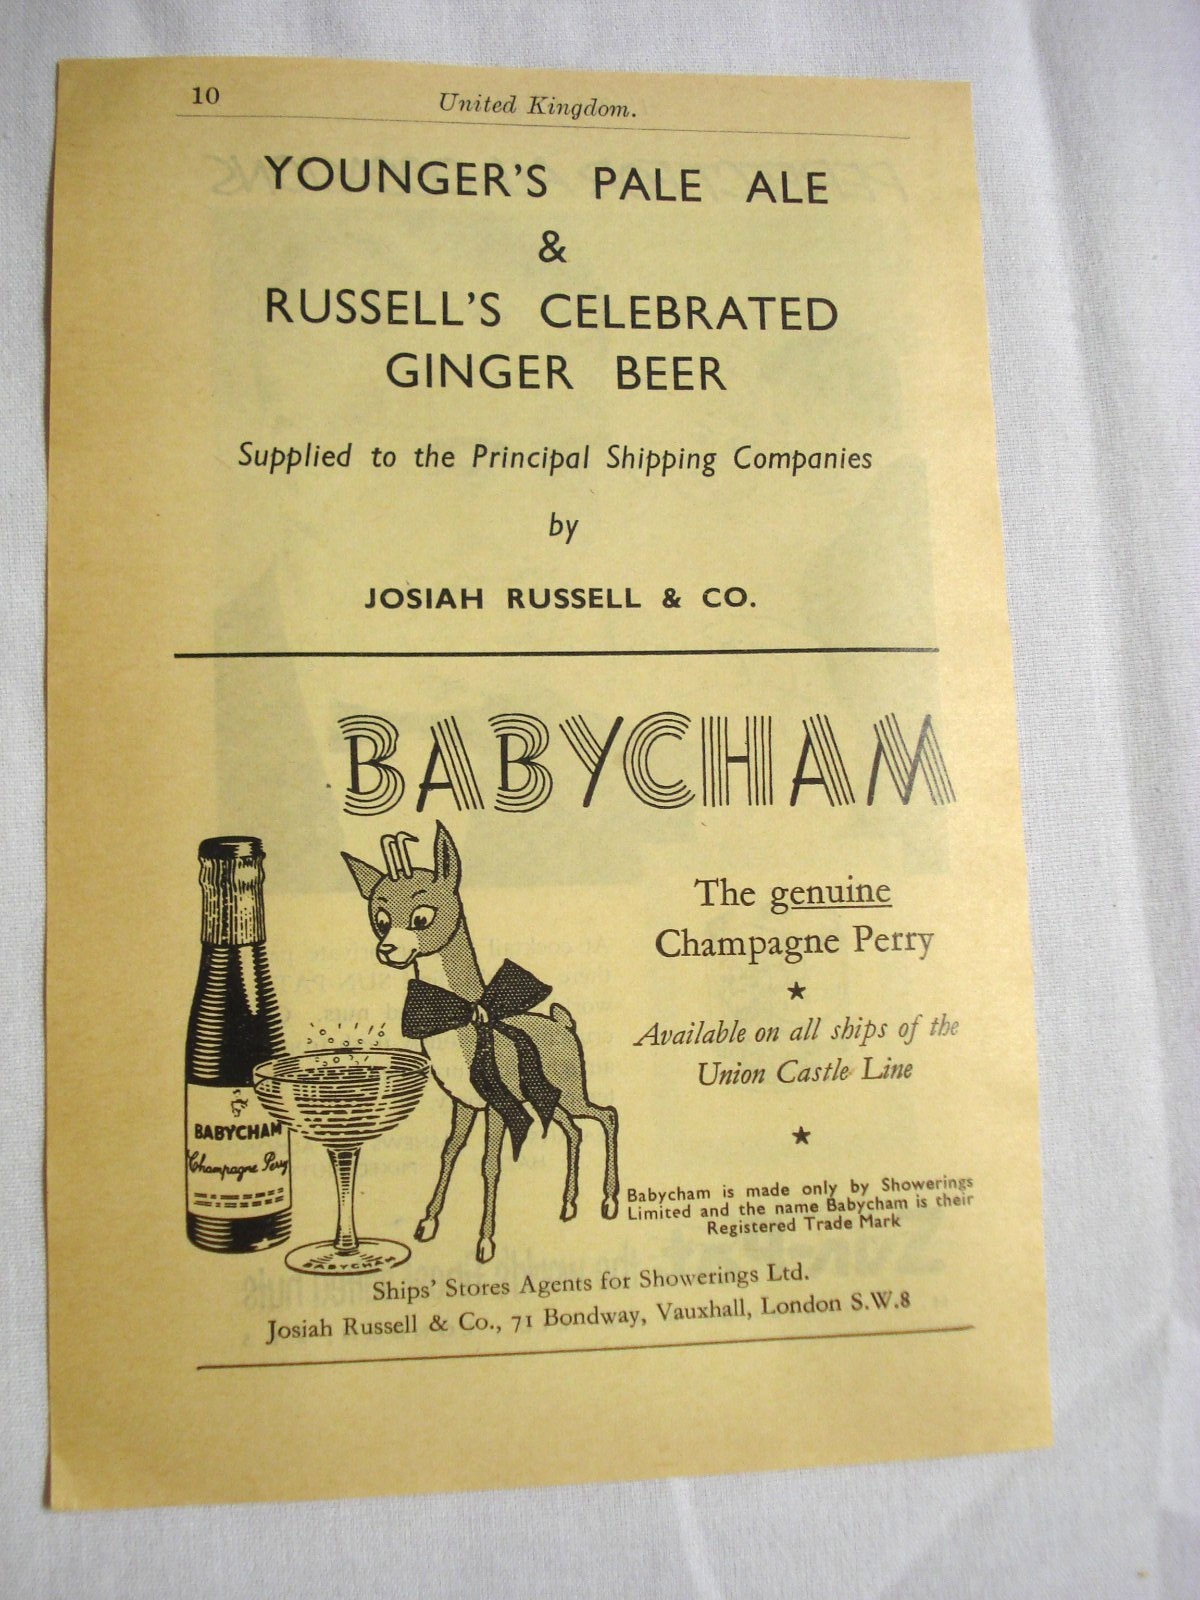 10 United Kingdom.
YOUNGER'S PALE ALE
&
RUSSELL'S CELEBRATED
GINGER BEER
Supplied to the Principal Shipping Companies
by
JOSIAH RUSSELL & CO.
BABYCHAM
The genuine
Champagne Perry
Available on all ships of the
Union Castle Line
BABYCHAM
Champagne Perry
Babycham is made only by Showerings
Limited and the name Babycham is their
Registered Trade Mark
BABYCHAM
Ships' Stores Agents for Showerings Ltd.
Josiah Russell & Co., 71 Bondway, Vauxhall, London S.W.8